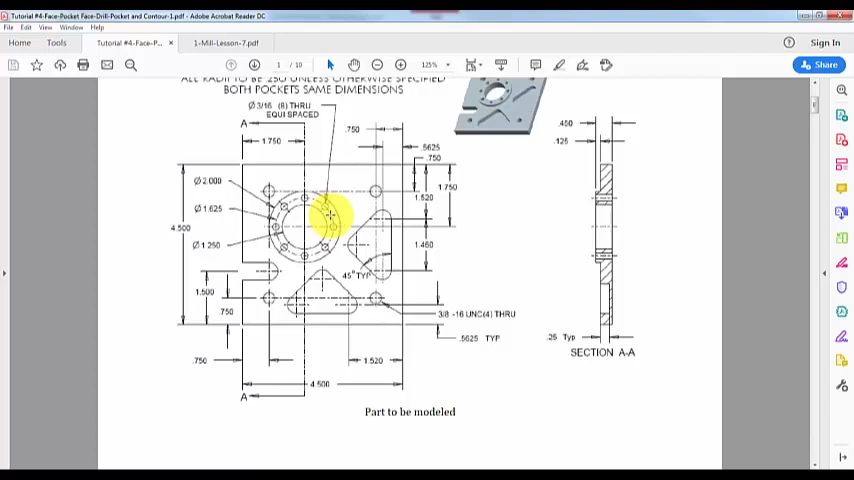 Tutorial #4-Face-Pocket Face-Drill-Pocket and Contour-1.pdf - Adobe Acrobat Reader DC
File Edit View Window Help
Home Tools Tutorial #4-Face-P... × 1-Mill-Lesson-7.pdf Sign In
1 / 10 125% Share
ALL RADII TO BE .250 UNLESS OTHERWISE SPECIFIED
BOTH POCKETS SAME DIMENSIONS
Ø 3/16 (8) THRU
EQUI SPACED
A
1.750
.750
.5625
.750
.450
.125
Ø 2.000
1.520
1.750
Ø 1.625
4.500
Ø 1.250
1.460
45° TYP
1.500
.750
3/8 -16 UNC(4) THRU
.5625 TYP
.25 Typ
SECTION A-A
.750
1.520
4.500
A
Part to be modeled